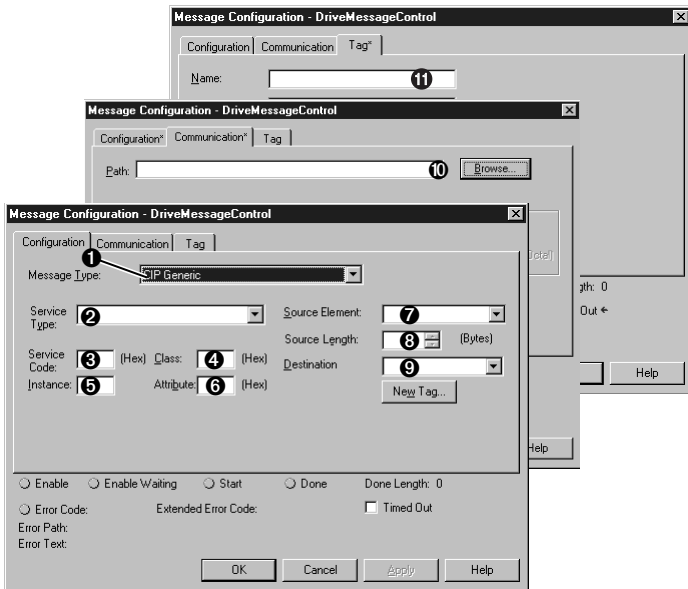 Message Configuration - DriveMessageControl
Configuration Communication Tag*
Name: 11
Message Configuration - DriveMessageControl
Configuration* Communication* Tag
Path: 10 Browse...
Octal)
gth: 0
Out ←
Help
Help
Message Configuration - DriveMessageControl
Configuration Communication Tag
1
Message Type: CIP Generic
Service Type: 2
Source Element: 7
Source Length: 8 (Bytes)
Service Code: 3 (Hex) Class: 4 (Hex)
Destination 9
Instance: 5 Attribute: 6 (Hex)
New Tag...
Enable Enable Waiting Start Done Done Length: 0
Error Code: Extended Error Code: Timed Out
Error Path:
Error Text:
OK Cancel Apply Help